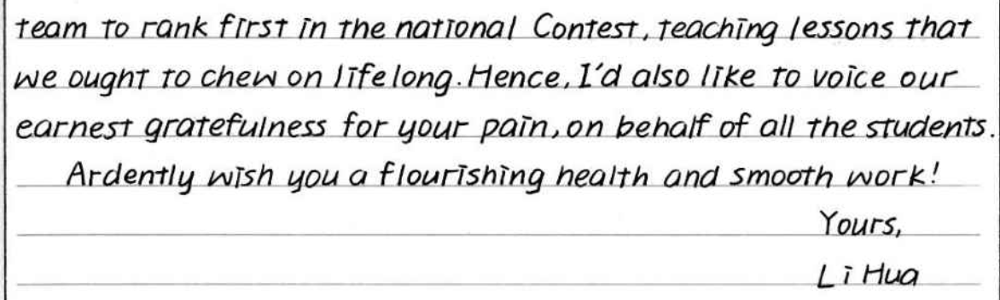 team to rank first in the national Contest, teaching lessons that
we ought to chew on lifelong. Hence, I'd also like to voice our
earnest gratefulness for your pain, on behalf of all the students.
Ardently wish you a flourishing health and smooth work!
Yours,
Li Hua